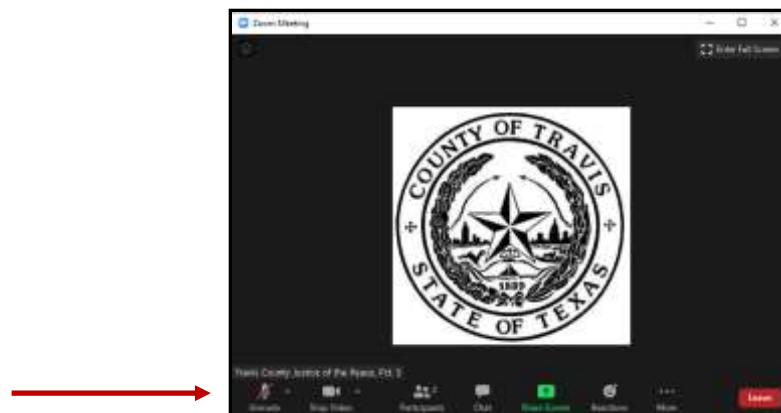 Zoom Meeting
Enter Full Screen
COUNTY OF TRAVIS
STATE OF TEXAS
Travis County Justice of the Peace, Pct. 5
Unmute
Stop Video
Participants
Chat
Share Screen
Reactions
More
Leave